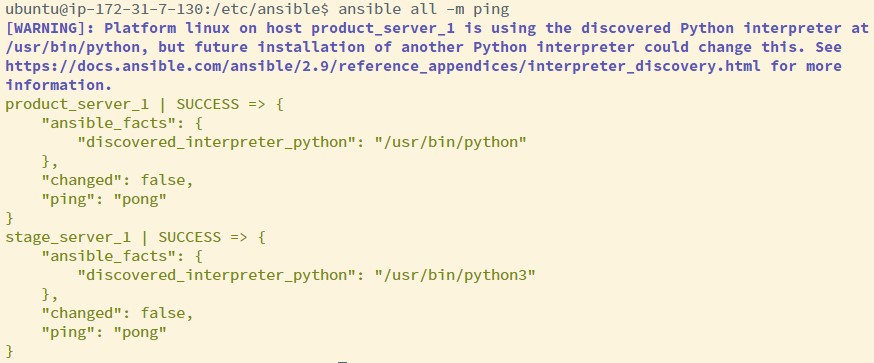 ubuntu@ip-172-31-7-130:/etc/ansible$ ansible all -m ping
[WARNING]: Platform linux on host product_server_1 is using the discovered Python interpreter at
/usr/bin/python, but future installation of another Python interpreter could change this. See
https://docs.ansible.com/ansible/2.9/reference_appendices/interpreter_discovery.html for more
information.
product_server_1 | SUCCESS => {
    "ansible_facts": {
        "discovered_interpreter_python": "/usr/bin/python"
    },
    "changed": false,
    "ping": "pong"
}
stage_server_1 | SUCCESS => {
    "ansible_facts": {
        "discovered_interpreter_python": "/usr/bin/python3"
    },
    "changed": false,
    "ping": "pong"
}